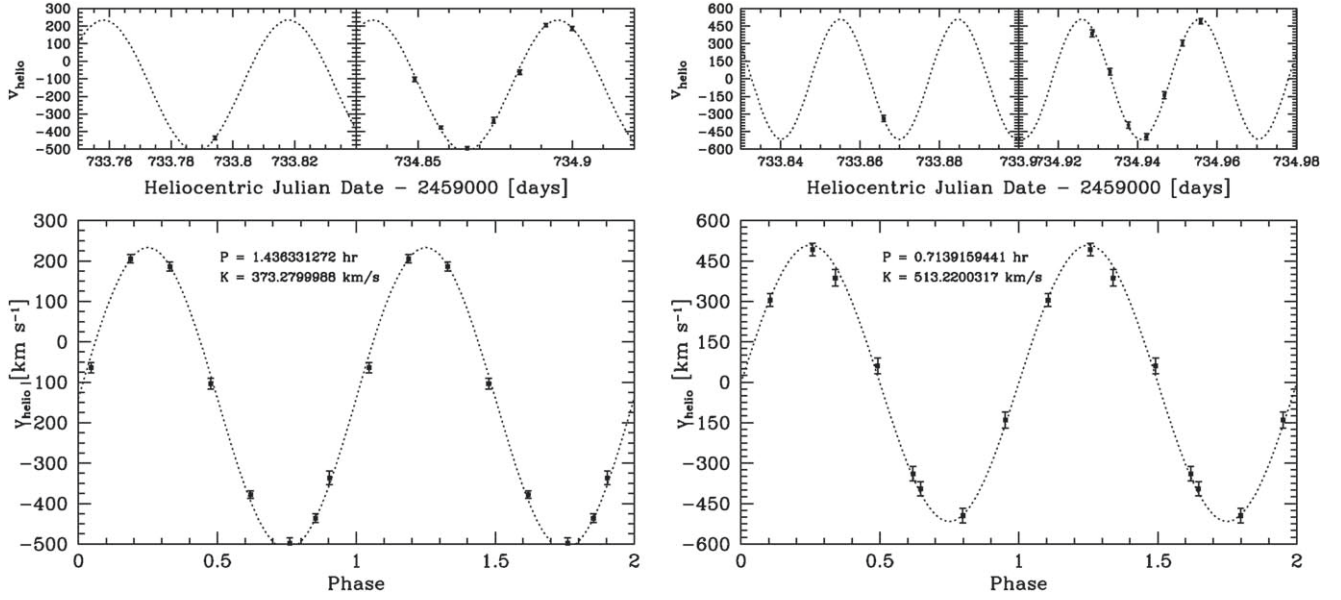 200
100
0
−100
−200
−300
−400
−500
v_helio
733.76 733.78 733.8 733.82 734.85 734.9
Heliocentric Julian Date − 2459000 [days]
600
450
300
150
0
−150
−300
−450
−600
v_helio
733.84 733.86 733.88 733.9734.92 734.94 734.96 734.98
Heliocentric Julian Date − 2459000 [days]
300
200
100
0
100
200
−300
−400
−500
γ_helio [km s⁻¹]
P = 1.436331272 hr
K = 373.2799988 km/s
0 0.5 1 1.5 2
Phase
600
450
300
150
0
150
300
−450
−600
γ_helio [km s⁻¹]
P = 0.7139159441 hr
K = 513.2200317 km/s
0 0.5 1 1.5 2
Phase